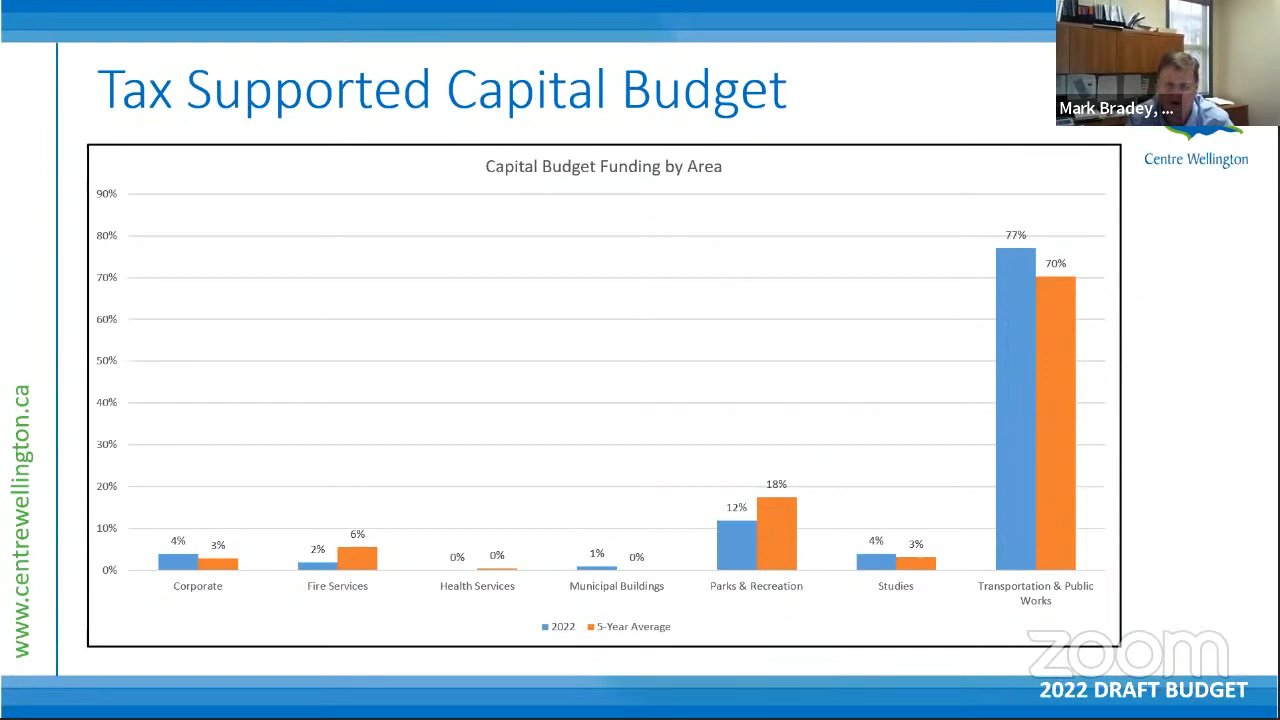 Tax Supported Capital Budget
Mark Bradey, ...
Centre Wellington
Capital Budget Funding by Area
90%
80%
70%
60%
50%
40%
30%
20%
10%
0%
4%
3%
2%
6%
0%
0%
1%
0%
12%
18%
4%
3%
77%
70%
Corporate
Fire Services
Health Services
Municipal Buildings
Parks & Recreation
Studies
Transportation & Public
Works
2022
5-Year Average
www.centrewellington.ca
zoom
2022 DRAFT BUDGET